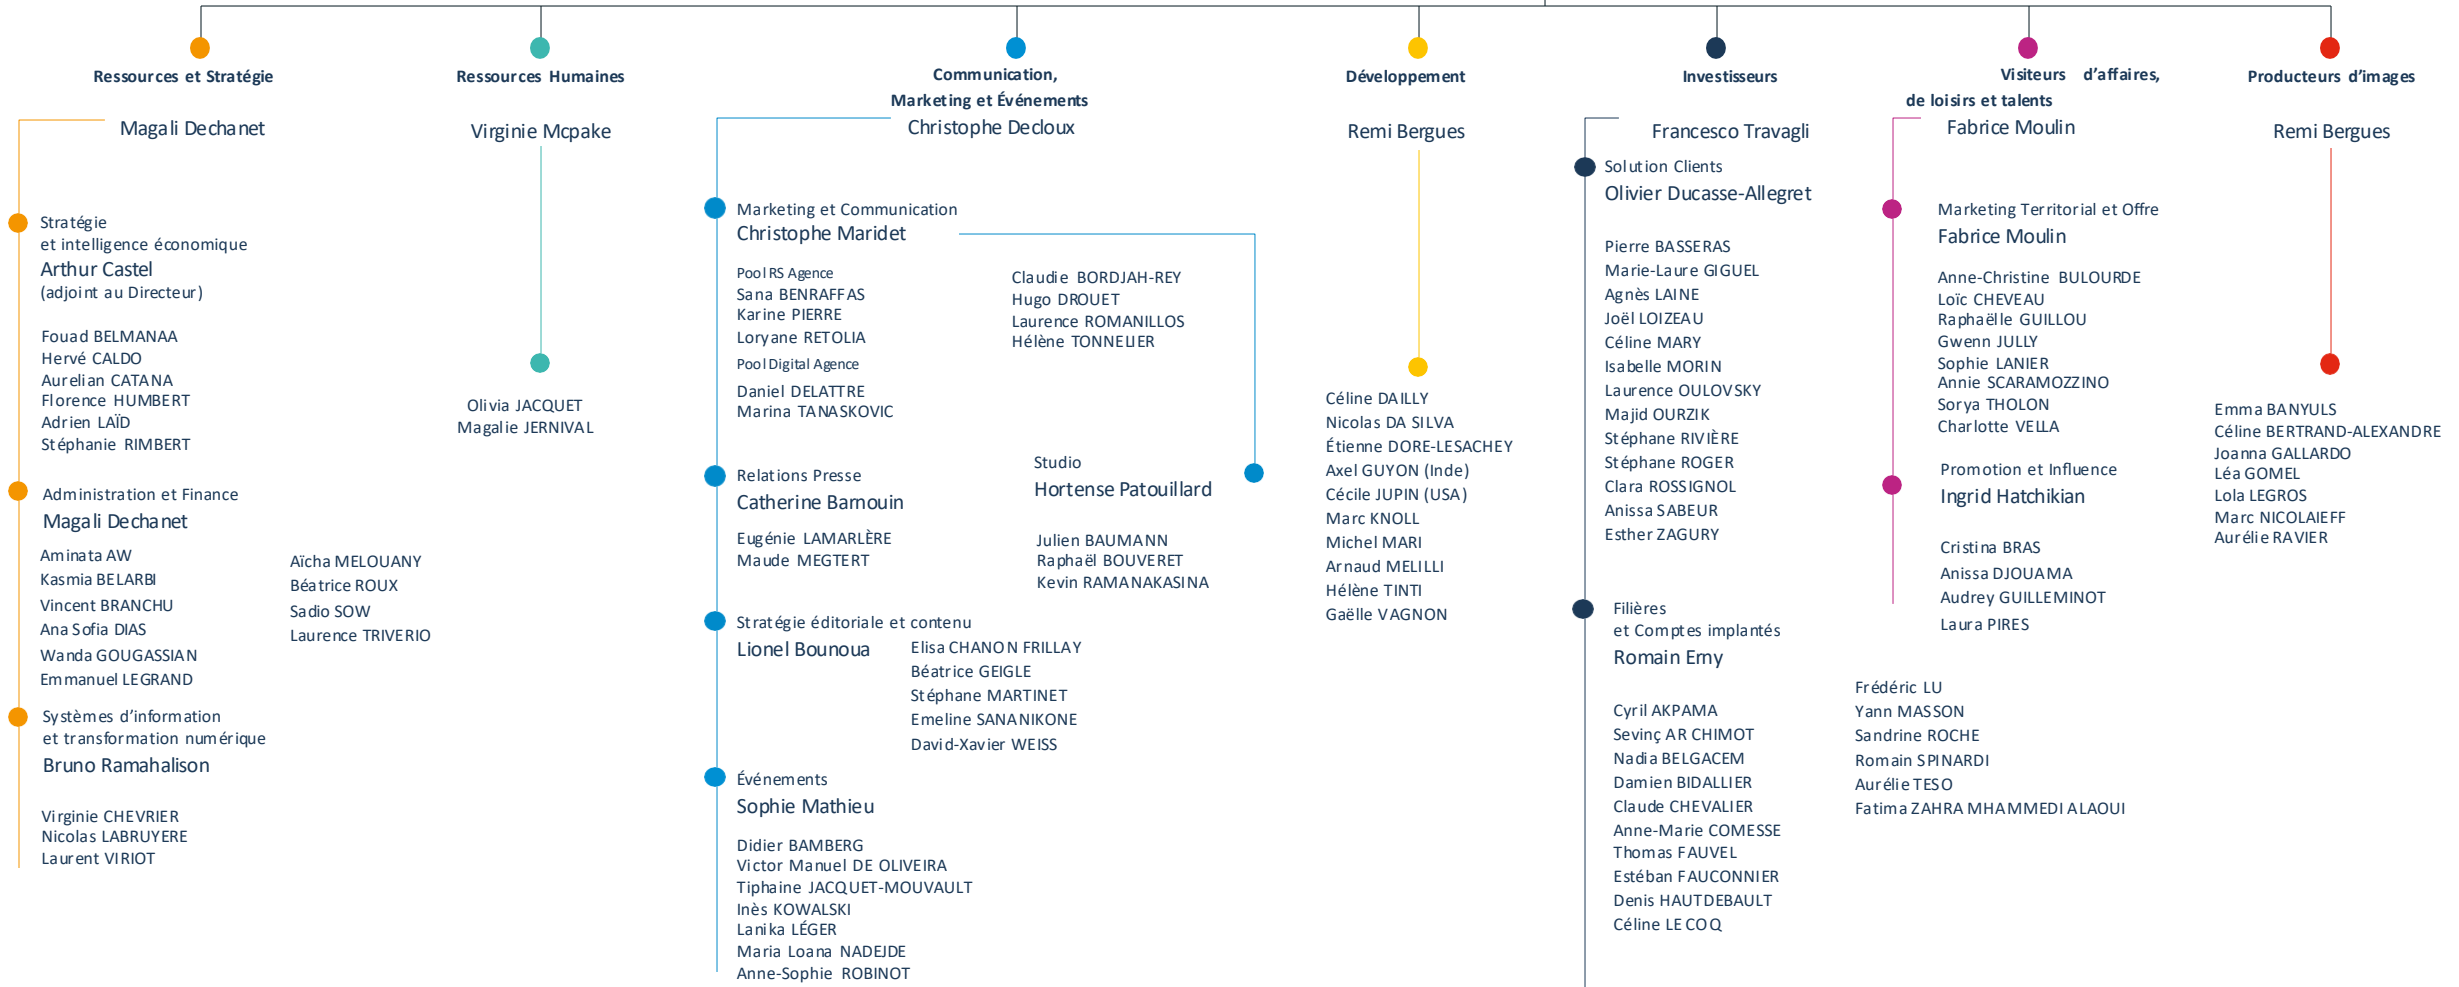 Ressources et Stratégie
Magali Dechanet
Stratégie
et intelligence économique
Arthur Castel
(adjoint au Directeur)
Fouad BELMANAA
Hervé CALDO
Aurelian CATANA
Florence HUMBERT
Adrien LAÏD
Stéphanie RIMBERT
Administration et Finance
Magali Dechanet
Aminata AW
Kasmia BELARBI
Vincent BRANCHU
Ana Sofia DIAS
Wanda GOUGASSIAN
Emmanuel LEGRAND
Aïcha MELOUANY
Béatrice ROUX
Sadio SOW
Laurence TRIVERIO
Systèmes d’information
et transformation numérique
Bruno Ramahalison
Virginie CHEVRIER
Nicolas LABRUYERE
Laurent VIRIOT
Ressources Humaines
Virginie Mcpake
Olivia JACQUET
Magalie JERNIVAL
Communication,
Marketing et Événements
Christophe Decloux
Marketing et Communication
Christophe Maridet
Pool RS Agence
Sana BENRAFFAS
Karine PIERRE
Loryane RETOLIA
Pool Digital Agence
Daniel DELATTRE
Marina TANASKOVIC
Claudie BORDJAH-REY
Hugo DROUET
Laurence ROMANILLOS
Hélène TONNELIER
Studio
Hortense Patouillard
Julien BAUMANN
Raphaël BOUVERET
Kevin RAMANAKASINA
Relations Presse
Catherine Barnouin
Eugénie LAMARLÈRE
Maude MEGTERT
Stratégie éditoriale et contenu
Lionel Bounoua
Elisa CHANON FRILLAY
Béatrice GEIGLE
Stéphane MARTINET
Emeline SANANIKONE
David-Xavier WEISS
Événements
Sophie Mathieu
Didier BAMBERG
Victor Manuel DE OLIVEIRA
Tiphaine JACQUET-MOUVAULT
Inès KOWALSKI
Lanika LÉGER
Maria Loana NADEJDE
Anne-Sophie ROBINOT
Développement
Remi Bergues
Céline DAILLY
Nicolas DA SILVA
Étienne DORE-LESACHEY
Axel GUYON (Inde)
Cécile JUPIN (USA)
Marc KNOLL
Michel MARI
Arnaud MELILLI
Hélène TINTI
Gaëlle VAGNON
Investisseurs
Francesco Travagli
Solution Clients
Olivier Ducasse-Allegret
Pierre BASSERAS
Marie-Laure GIGUEL
Agnès LAINE
Joël LOIZEAU
Céline MARY
Isabelle MORIN
Laurence OULOVSKY
Majid OURZIK
Stéphane RIVIÈRE
Stéphane ROGER
Clara ROSSIGNOL
Anissa SABEUR
Esther ZAGURY
Filières
et Comptes implantés
Romain Erny
Cyril AKPAMA
Sevinç AR CHIMOT
Nadia BELGACEM
Damien BIDALLIER
Claude CHEVALIER
Anne-Marie COMESSE
Thomas FAUVEL
Estéban FAUCONNIER
Denis HAUTDEBAULT
Céline LE COQ
Frédéric LU
Yann MASSON
Sandrine ROCHE
Romain SPINARDI
Aurélie TESO
Fatima ZAHRA MHAMMEDI ALAOUI
Visiteurs d’affaires,
de loisirs et talents
Fabrice Moulin
Marketing Territorial et Offre
Fabrice Moulin
Anne-Christine BULOURDE
Loïc CHEVEAU
Raphaëlle GUILLOU
Gwenn JULLY
Sophie LANIER
Annie SCARAMOZZINO
Sorya THOLON
Charlotte VELLA
Promotion et Influence
Ingrid Hatchikian
Cristina BRAS
Anissa DJOUAMA
Audrey GUILLEMINOT
Laura PIRES
Producteurs d’images
Remi Bergues
Emma BANYULS
Céline BERTRAND-ALEXANDRE
Joanna GALLARDO
Léa GOMEL
Lola LEGROS
Marc NICOLAIEFF
Aurélie RAVIER